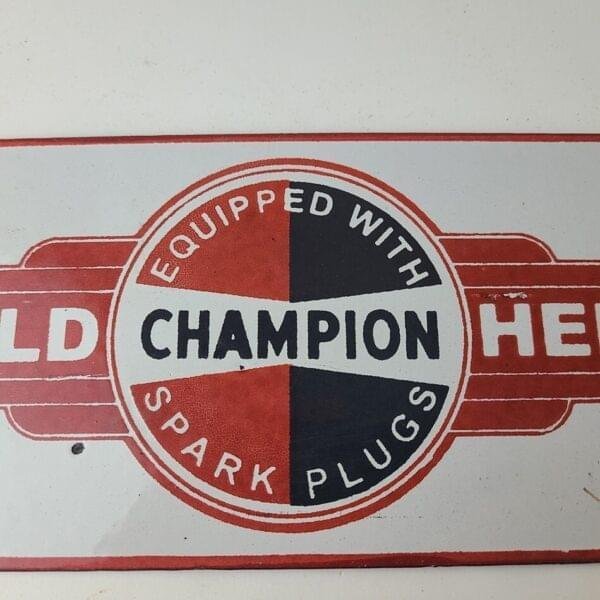 EQUIPPED WITH
LD CHAMPION HE
SPARK PLUGS